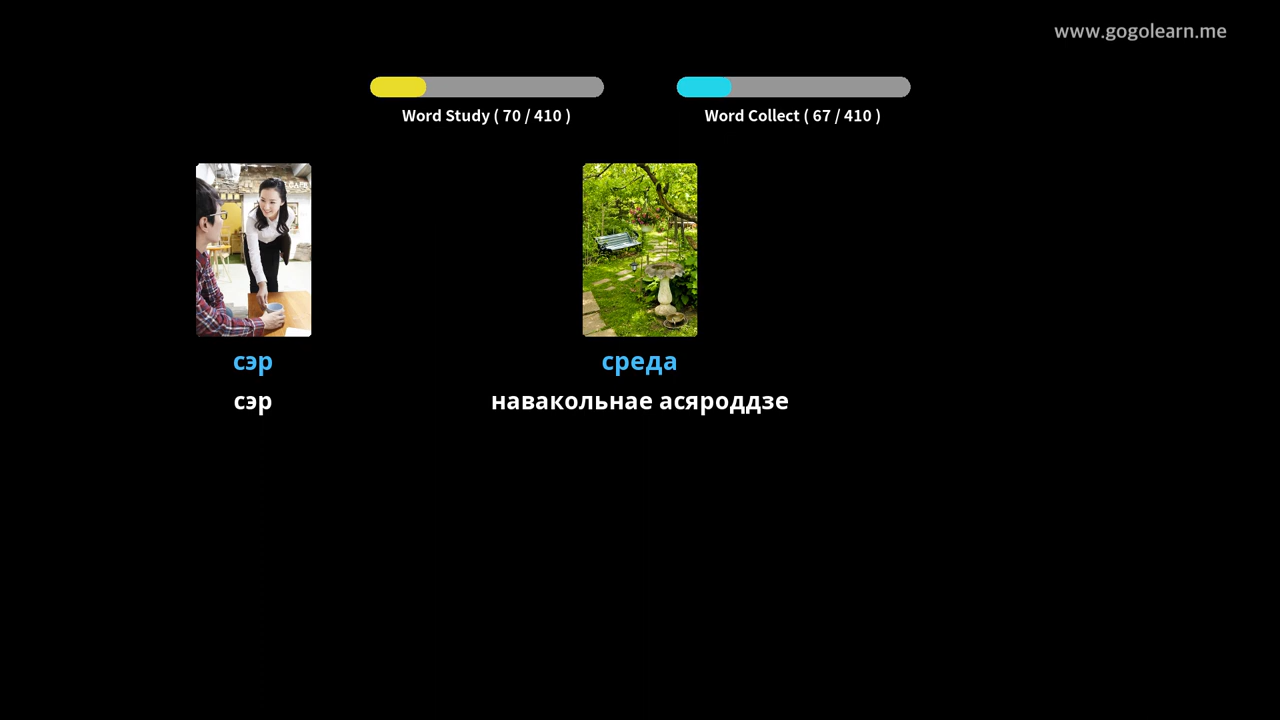 www.gogolearn.me
Word Study ( 70 / 410 )
Word Collect ( 67 / 410 )
сэр
среда
сэр
навакольнае асяроддзе